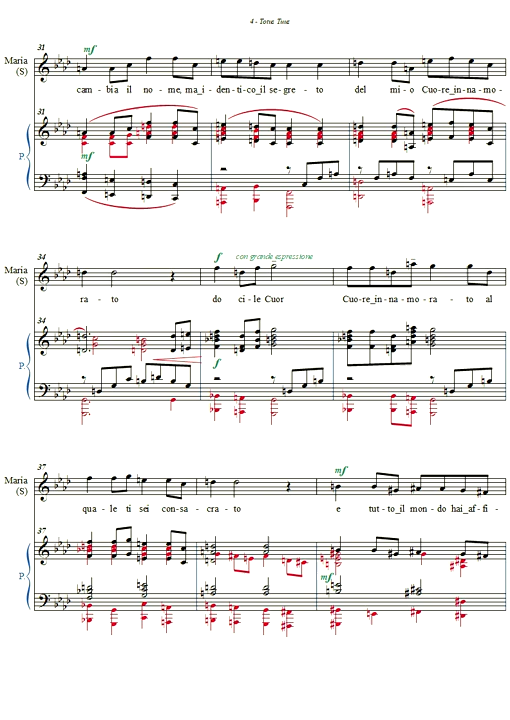 4 - Tone Twe
31
mf
Maria
(S)
cam - bia il no - me, ma_i - den - ti - co_il se - gre - to del mi - o Cuo - re_in - na - mo -
31
mf
P.
34
f con grande espressione
Maria
(S)
ra - to do ci - le Cuor Cuo - re_in - na - mo - ra - to al
34
f
P.
37
mf
Maria
(S)
qua - le ti sei con - sa - cra - to e tut - to_il mon - do hai_af - fi -
37
mf
P.